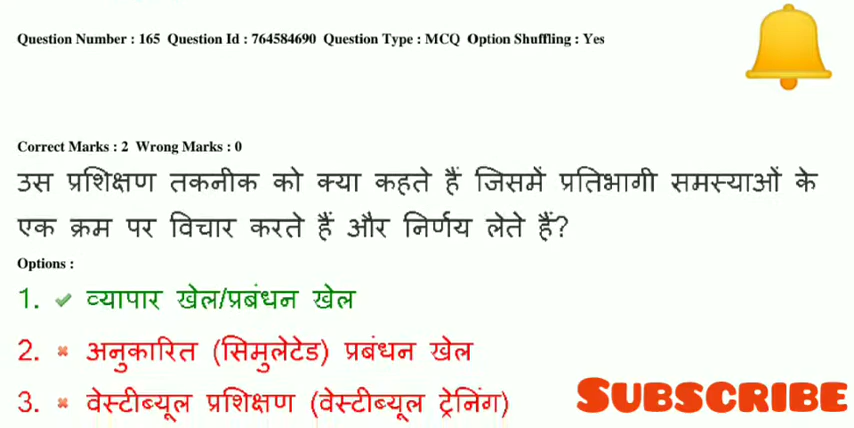 Question Number : 165 Question Id : 764584690 Question Type : MCQ Option Shuffling : Yes
Correct Marks : 2 Wrong Marks : 0
उस प्रशिक्षण तकनीक को क्या कहते हैं जिसमें प्रतिभागी समस्याओं के
एक क्रम पर विचार करते हैं और निर्णय लेते हैं?
Options :
1. व्यापार खेल/प्रबंधन खेल
2. अनुकारित (सिमुलेटेड) प्रबंधन खेल
3. वेस्टीब्यूल प्रशिक्षण (वेस्टीब्यूल ट्रेनिंग)
SUBSCRIBE